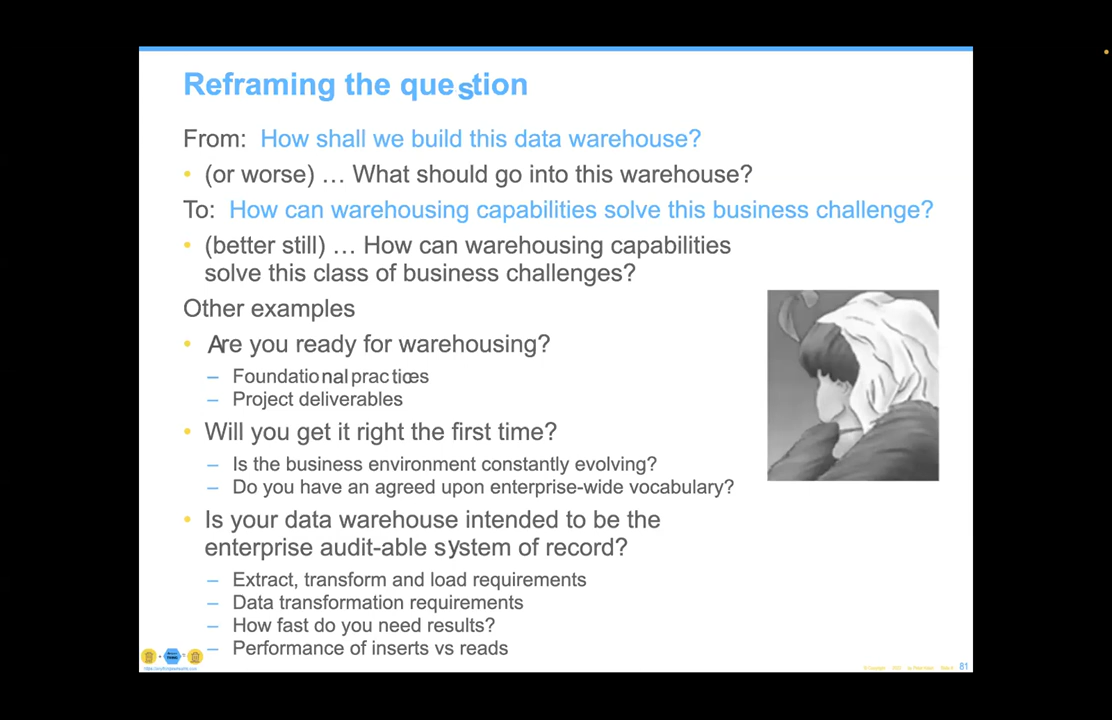 Reframing the question
From: How shall we build this data warehouse?
• (or worse) … What should go into this warehouse?
To: How can warehousing capabilities solve this business challenge?
• (better still) … How can warehousing capabilities
solve this class of business challenges?
Other examples
• Are you ready for warehousing?
– Foundational practices
– Project deliverables
• Will you get it right the first time?
– Is the business environment constantly evolving?
– Do you have an agreed upon enterprise-wide vocabulary?
• Is your data warehouse intended to be the
enterprise audit-able system of record?
– Extract, transform and load requirements
– Data transformation requirements
– How fast do you need results?
– Performance of inserts vs reads
81